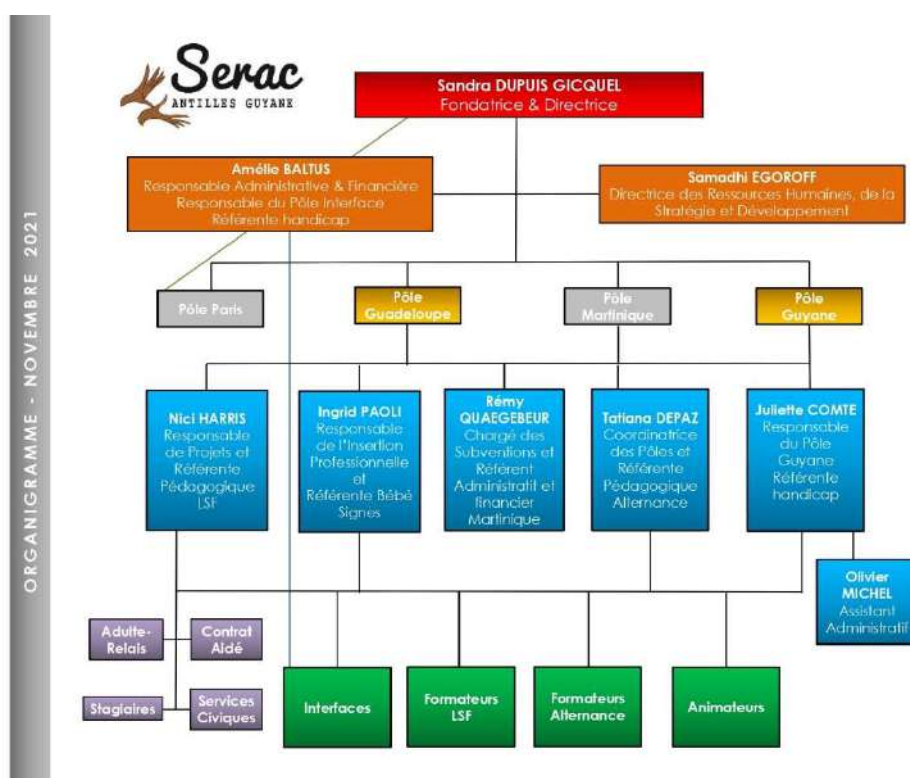 Serac
ANTILLES GUYANE
ORGANIGRAMME - NOVEMBRE 2021
Sandra DUPUIS GICQUEL
Fondatrice & Directrice
Amélie BALTUS
Responsable Administrative & Financière
Responsable du Pôle Interface
Référente handicap
Samadhi EGOROFF
Directrice des Ressources Humaines, de la
Stratégie et Développement
Pôle Paris
Pôle
Guadeloupe
Pôle
Martinique
Pôle
Guyane
Nici HARRIS
Responsable
de Projets et
Référente
Pédagogique
LSF
Ingrid PAOLI
Responsable
de l'Insertion
Professionnelle et
Référente Bébé
Signes
Rémy
QUAEGEBEUR
Chargé des
Subventions et
Référent
Administratif et
financier
Martinique
Tatiana DEPAZ
Coordinatrice
des Pôles et
Référente
Pédagogique
Alternance
Juliette COMTE
Responsable
du Pôle
Guyane
Référente
handicap
Olivier
MICHEL
Assistant
Administratif
Adulte-
Relais
Contrat
Aidé
Stagiaires
Services
Civiques
Interfaces
Formateurs
LSF
Formateurs
Alternance
Animateurs